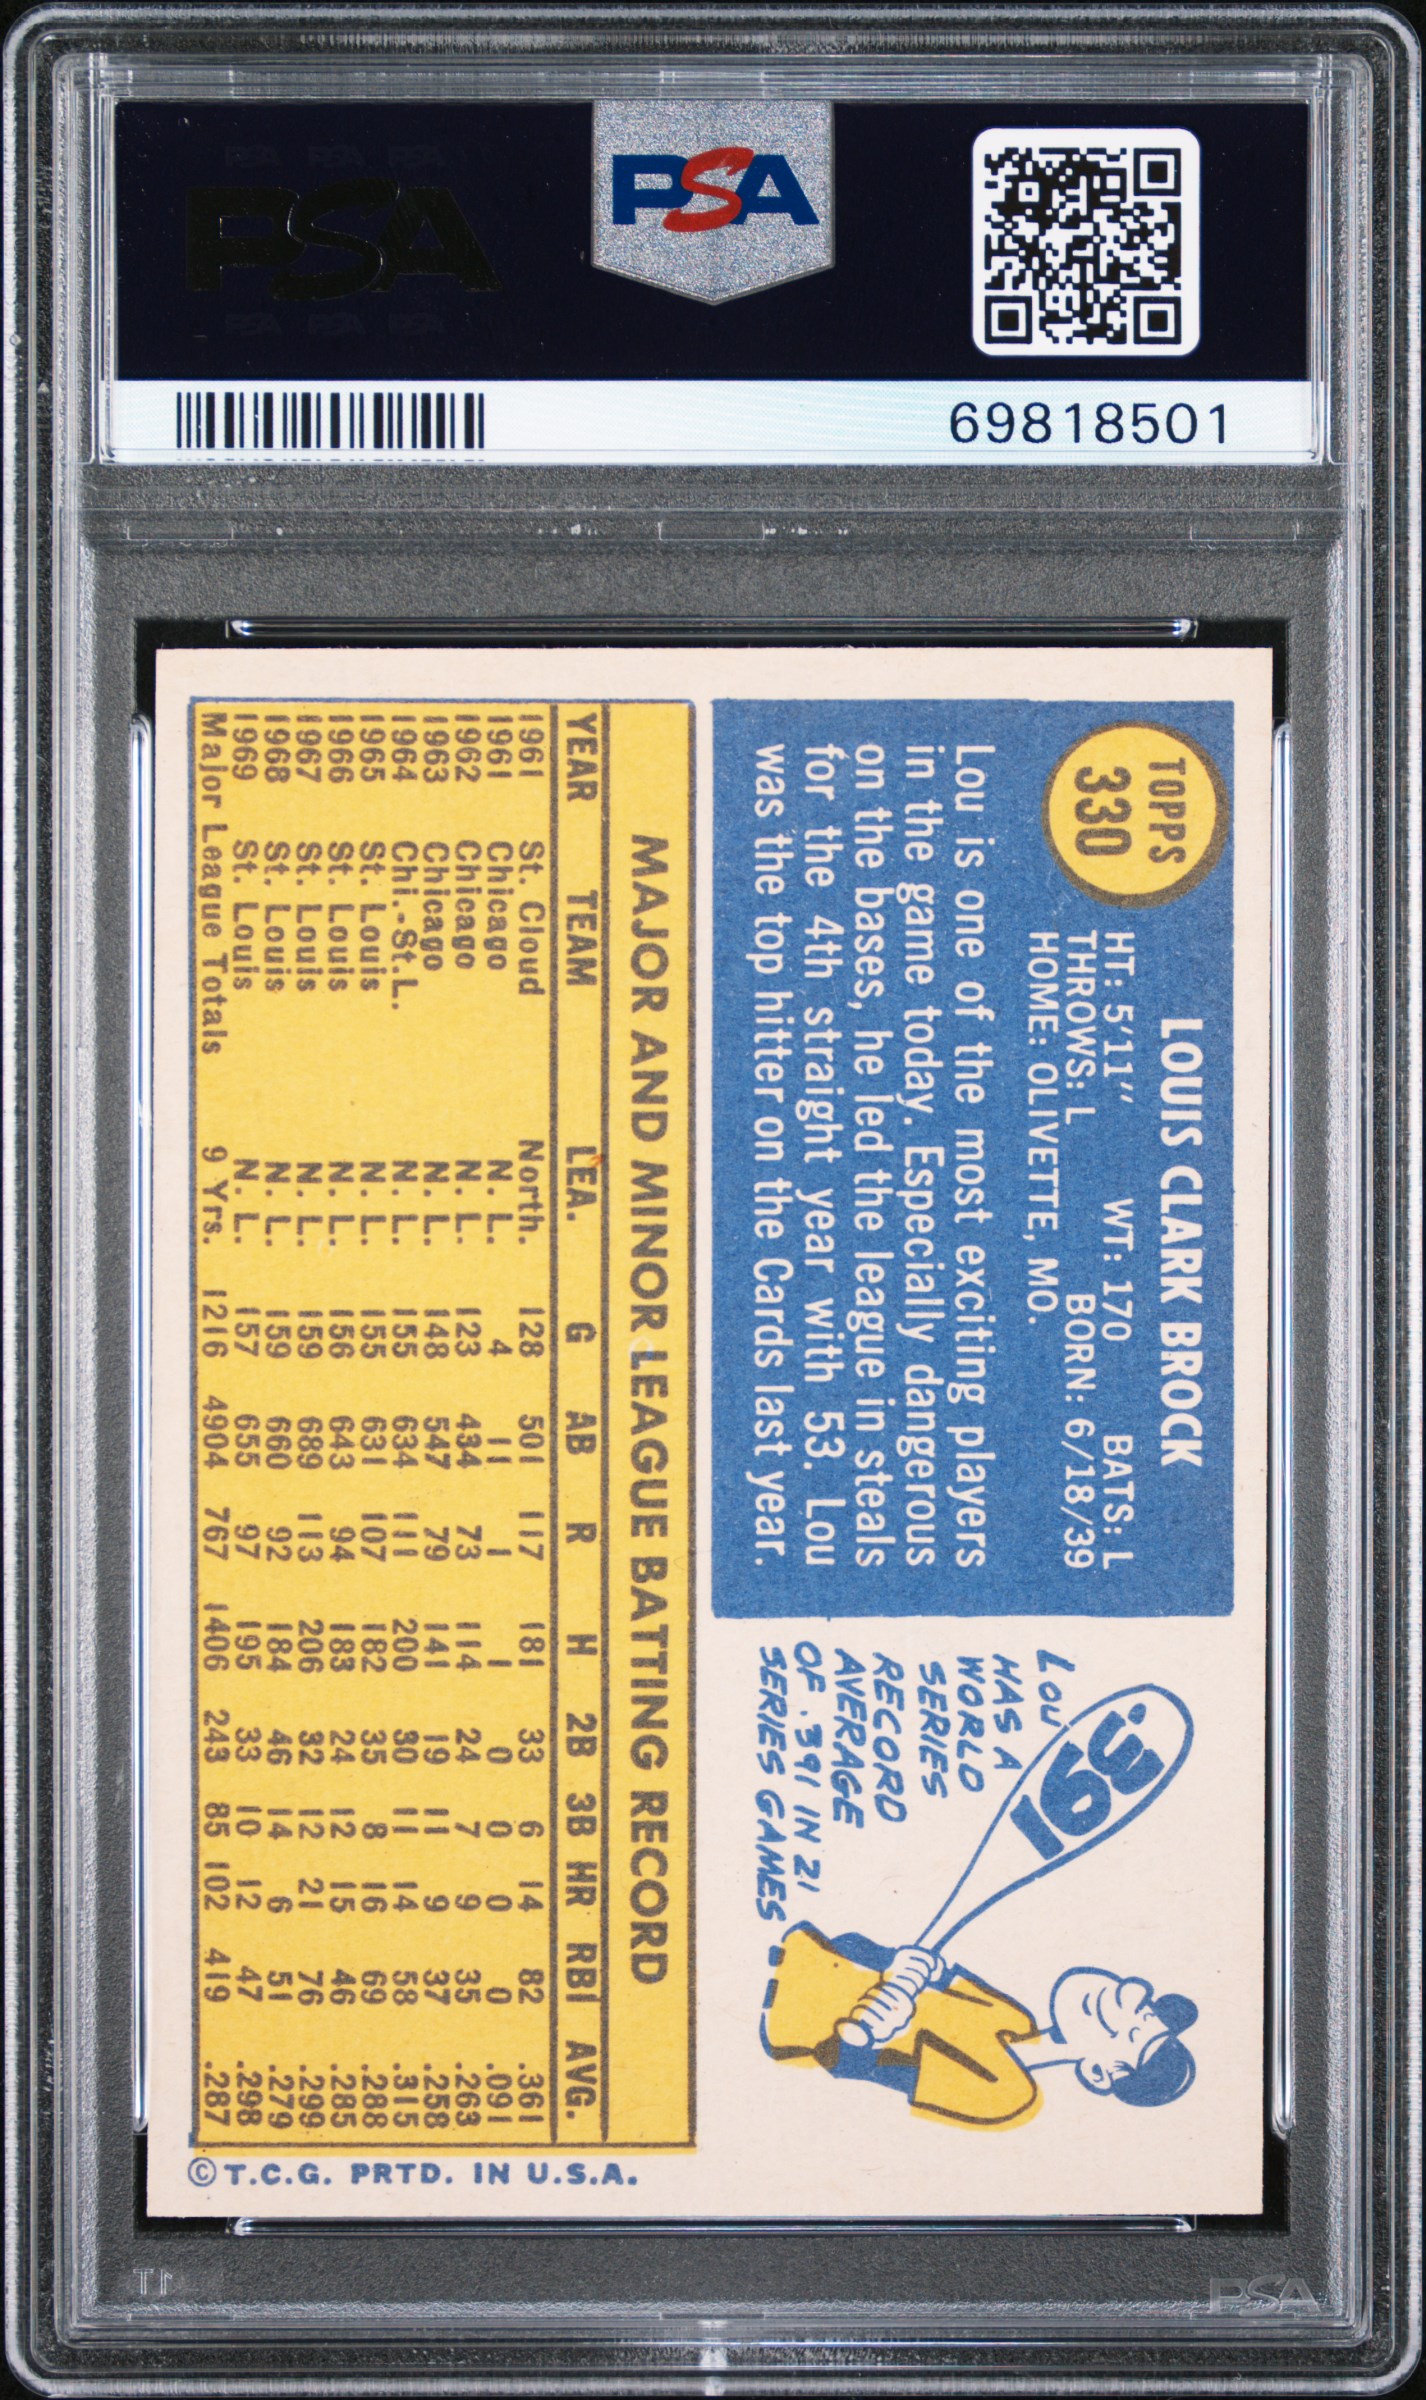 PSA PSA PSA
PSA
PSA PSA PSA
PSA
69818501
TOPPS
330
LOUIS CLARK BROCK
HT: 5'11" WT: 170 BATS: L
THROWS: L BORN: 6/18/39
HOME: OLIVETTE, MO.
Lou is one of the most exciting players
in the game today. Especially dangerous
on the bases, he led the league in steals
for the 4th straight year with 53. Lou
was the top hitter on the Cards last year.
.391
LOU
HAS A
WORLD
SERIES
RECORD
AVERAGE
OF .391 IN 21
SERIES GAMES
MAJOR AND MINOR LEAGUE BATTING RECORD
YEAR TEAM LEA. G AB R H 2B 3B HR RBI AVG.
1961 St. Cloud North. 128 501 117 181 33 6 14 82 .361
1961 Chicago N. L. 4 11 1 1 0 0 0 0 .091
1962 Chicago N. L. 123 434 73 114 24 7 9 35 .263
1963 Chicago N. L. 148 547 79 141 19 11 9 37 .258
1964 Chi.-St.L. N. L. 155 634 111 200 30 11 14 58 .315
1965 St. Louis N. L. 155 631 107 182 35 8 16 69 .288
1966 St. Louis N. L. 156 643 94 183 24 12 15 46 .285
1967 St. Louis N. L. 159 689 113 206 32 12 21 76 .299
1968 St. Louis N. L. 159 660 92 184 46 14 6 51 .279
1969 St. Louis N. L. 157 655 97 195 33 10 12 47 .298
Major League Totals 9 Yrs. 1216 4904 767 1406 243 85 102 419 .287
©T.C.G. PRTD. IN U.S.A.
PSA